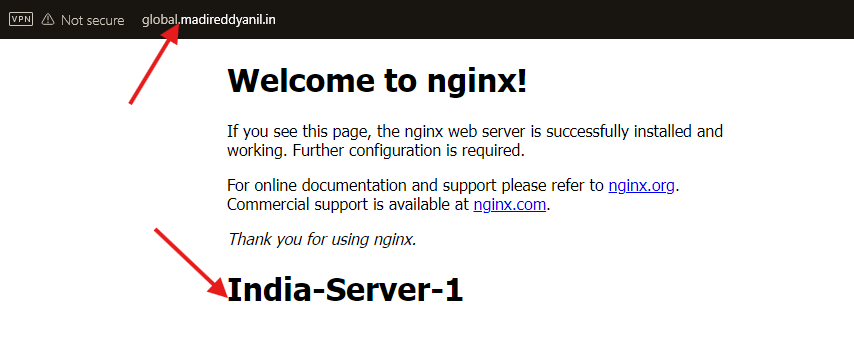 VPN Not secure global.madireddyanil.in
Welcome to nginx!
If you see this page, the nginx web server is successfully installed and
working. Further configuration is required.
For online documentation and support please refer to nginx.org.
Commercial support is available at nginx.com.
Thank you for using nginx.
India-Server-1